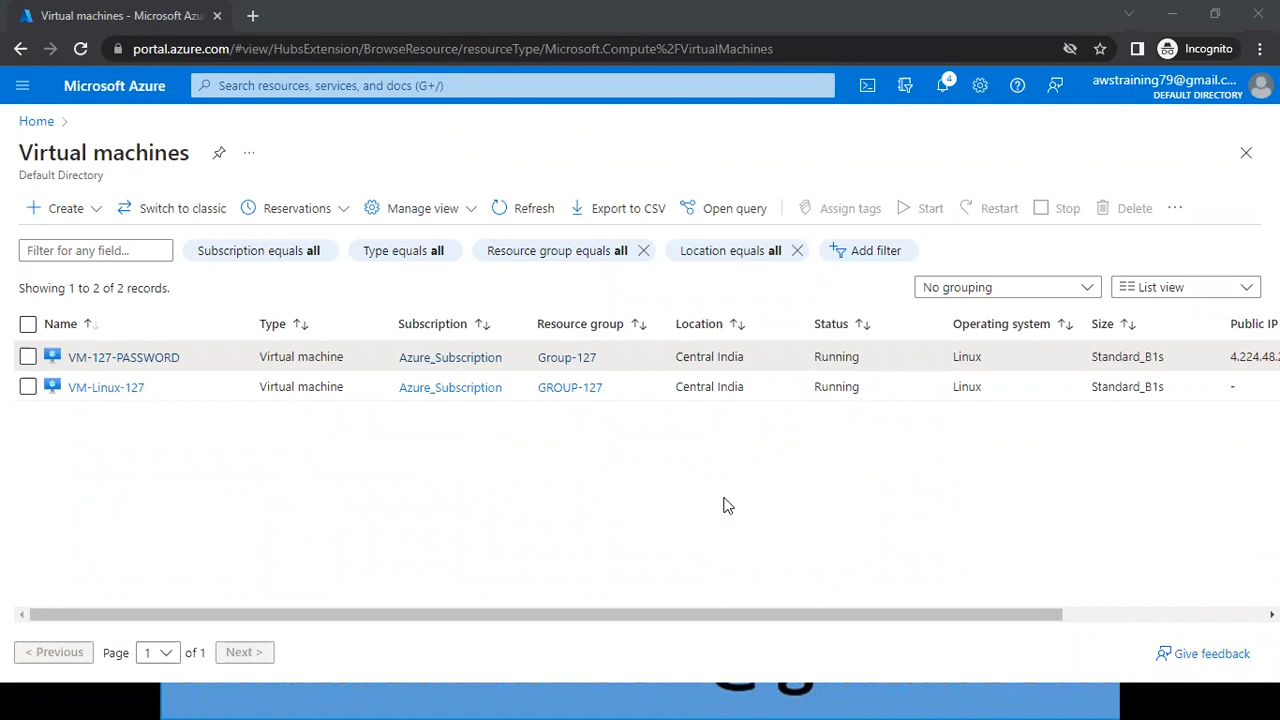 Virtual machines - Microsoft Azu
portal.azure.com/#view/HubsExtension/BrowseResource/resourceType/Microsoft.Compute%2FVirtualMachines
Incognito
Microsoft Azure
Search resources, services, and docs (G+/)
4
awstraining79@gmail.c...
DEFAULT DIRECTORY
Home
Virtual machines
Default Directory
Create
Switch to classic
Reservations
Manage view
Refresh
Export to CSV
Open query
Assign tags
Start
Restart
Stop
Delete
Filter for any field...
Subscription equals all
Type equals all
Resource group equals all
Location equals all
Add filter
Showing 1 to 2 of 2 records.
No grouping
List view
Name Type Subscription Resource group Location Status Operating system Size Public IP
VM-127-PASSWORD Virtual machine Azure_Subscription Group-127 Central India Running Linux Standard_B1s 4.224.48.2
VM-Linux-127 Virtual machine Azure_Subscription GROUP-127 Central India Running Linux Standard_B1s -
< Previous Page 1 of 1 Next >
Give feedback